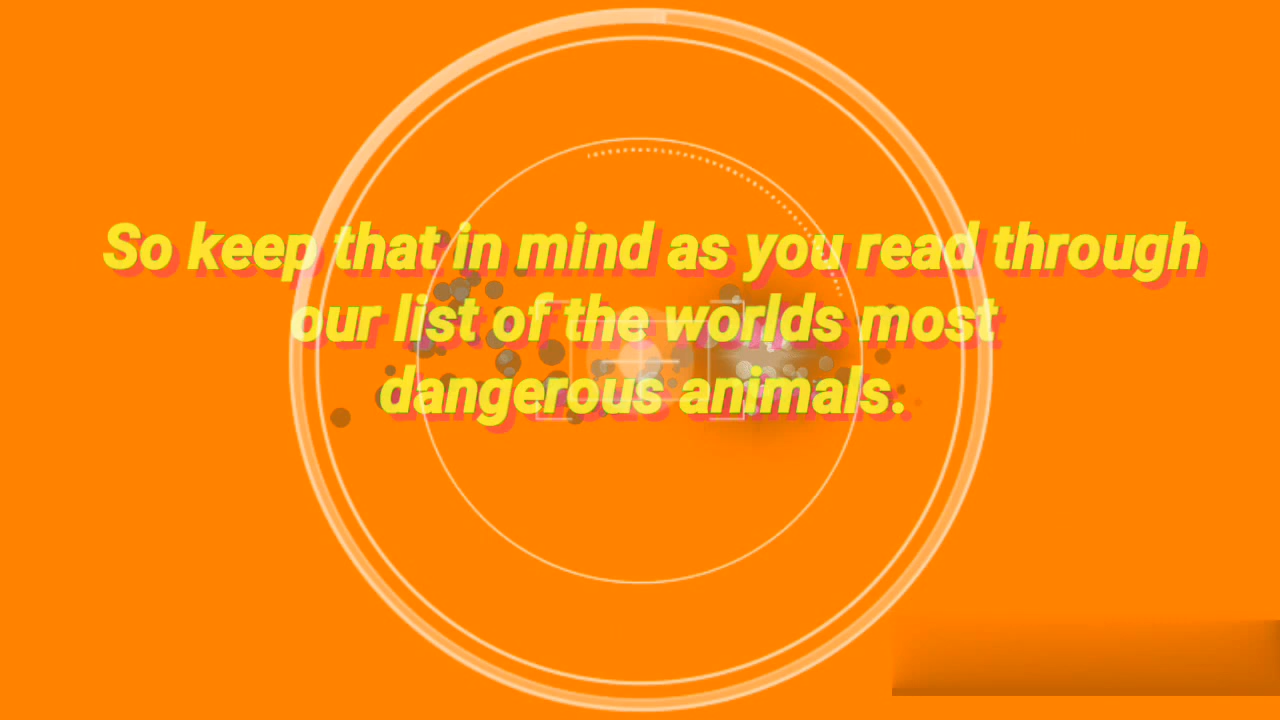 So keep that in mind as you read through
our list of the worlds most
dangerous animals.